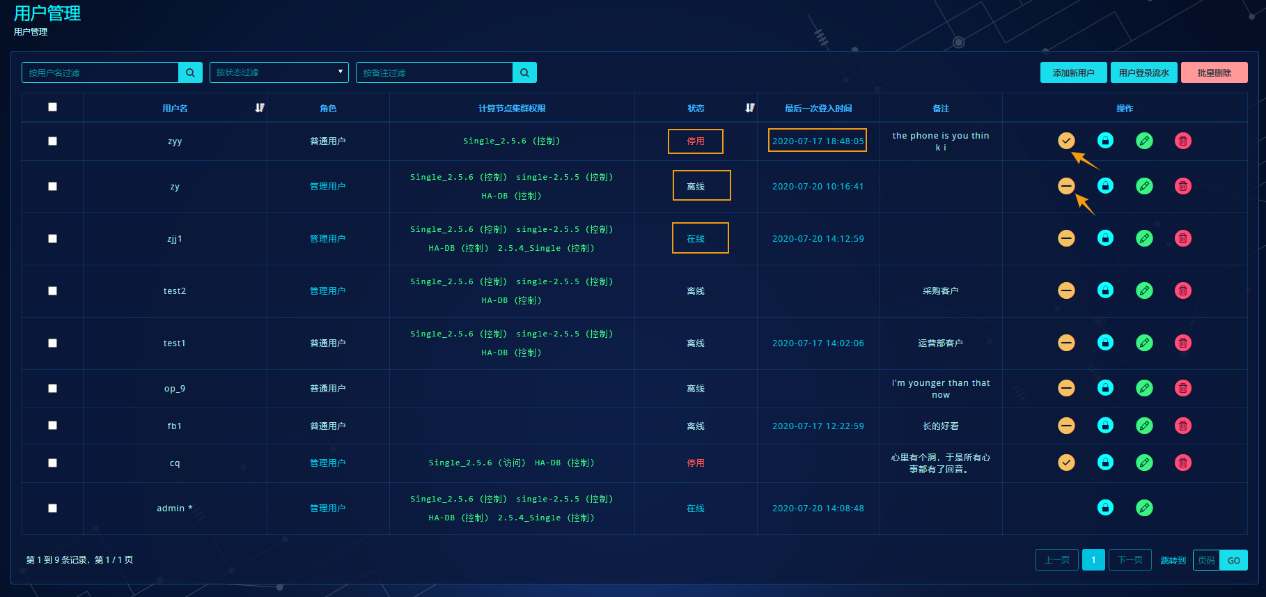 用户管理
用户管理
按用户名过滤 按状态过滤 按备注过滤 添加新用户 用户登录流水 批量删除
用户名 角色 计算节点集群权限 状态 最后一次登入时间 备注 操作
zyy 普通用户 Single_2.5.6 (控制) 停用 2020-07-17 18:48:05 the phone is you thin
k i
zy 管理用户 Single_2.5.6 (控制) single-2.5.5 (控制) 离线 2020-07-20 10:16:41
HA-DB (控制)
zjj1 管理用户 Single_2.5.6 (控制) single-2.5.5 (控制) 在线 2020-07-20 14:12:59
HA-DB (控制) 2.5.4_Single (控制)
test2 管理用户 Single_2.5.6 (控制) single-2.5.5 (控制) 离线 采购客户
HA-DB (控制)
test1 普通用户 Single_2.5.6 (控制) single-2.5.5 (控制) 离线 2020-07-17 14:02:06 运营部客户
HA-DB (控制)
op_9 普通用户 离线 I'm younger than that
now
fb1 普通用户 离线 2020-07-17 12:22:59 长的好看
cq 管理用户 Single_2.5.6 (访问) HA-DB (控制) 停用 心里有个洞，于是所有心
事都有了回音。
admin * 管理用户 Single_2.5.6 (控制) single-2.5.5 (控制) 在线 2020-07-20 14:08:48
HA-DB (控制) 2.5.4_Single (控制)
第 1 到 9 条记录，第 1 / 1 页 上一页 1 下一页 跳转到 页码 GO